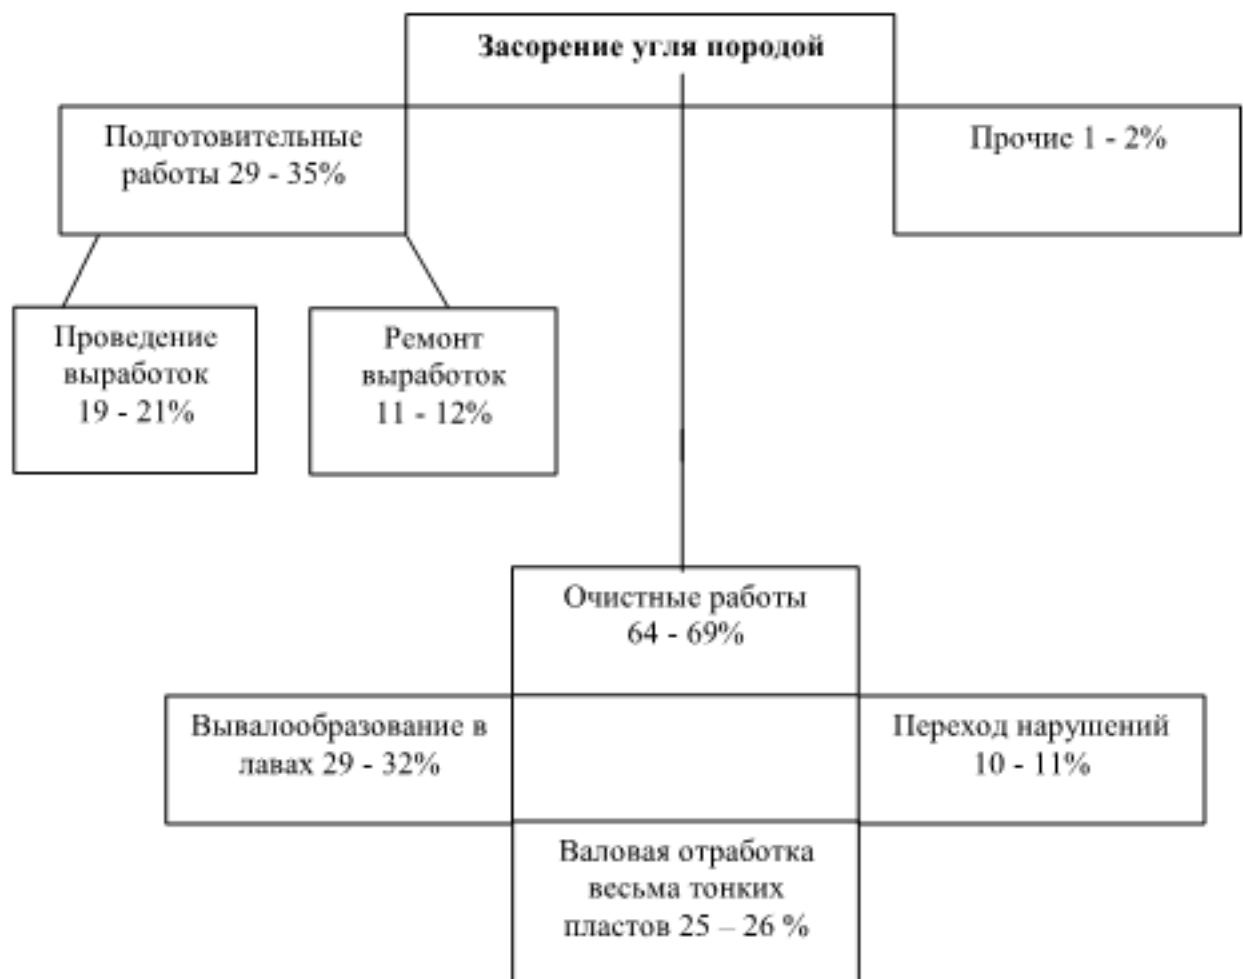 Засорение угля породой
Подготовительные
работы 29 - 35%
Прочис 1 - 2%
Проведение
выработок
19 - 21%
Ремонт
выработок
11 - 12%
Очистные работы
64 - 69%
Вывалообразование в
лавах 29 - 32%
Переход нарушений
10 - 11%
Валовая отработка
весьма тонких
пластов 25 – 26 %